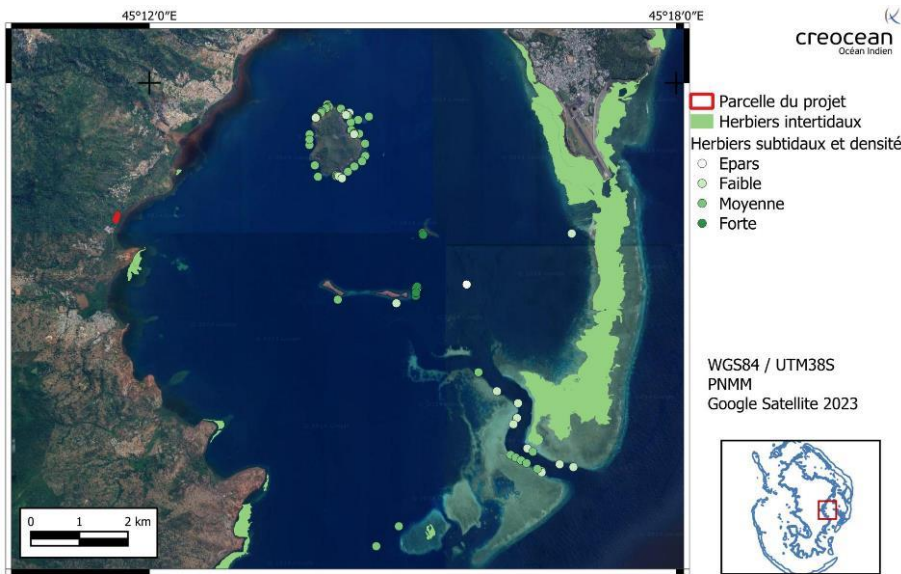 45°12′0″E
45°18′0″E
creocean
Océan Indien
Parcelle du projet
Herbiers intertidaux
Herbiers subtidaux et densité
Epars
Faible
Moyenne
Forte
WGS84 / UTM38S
PNMM
Google Satellite 2023
0 1 2 km